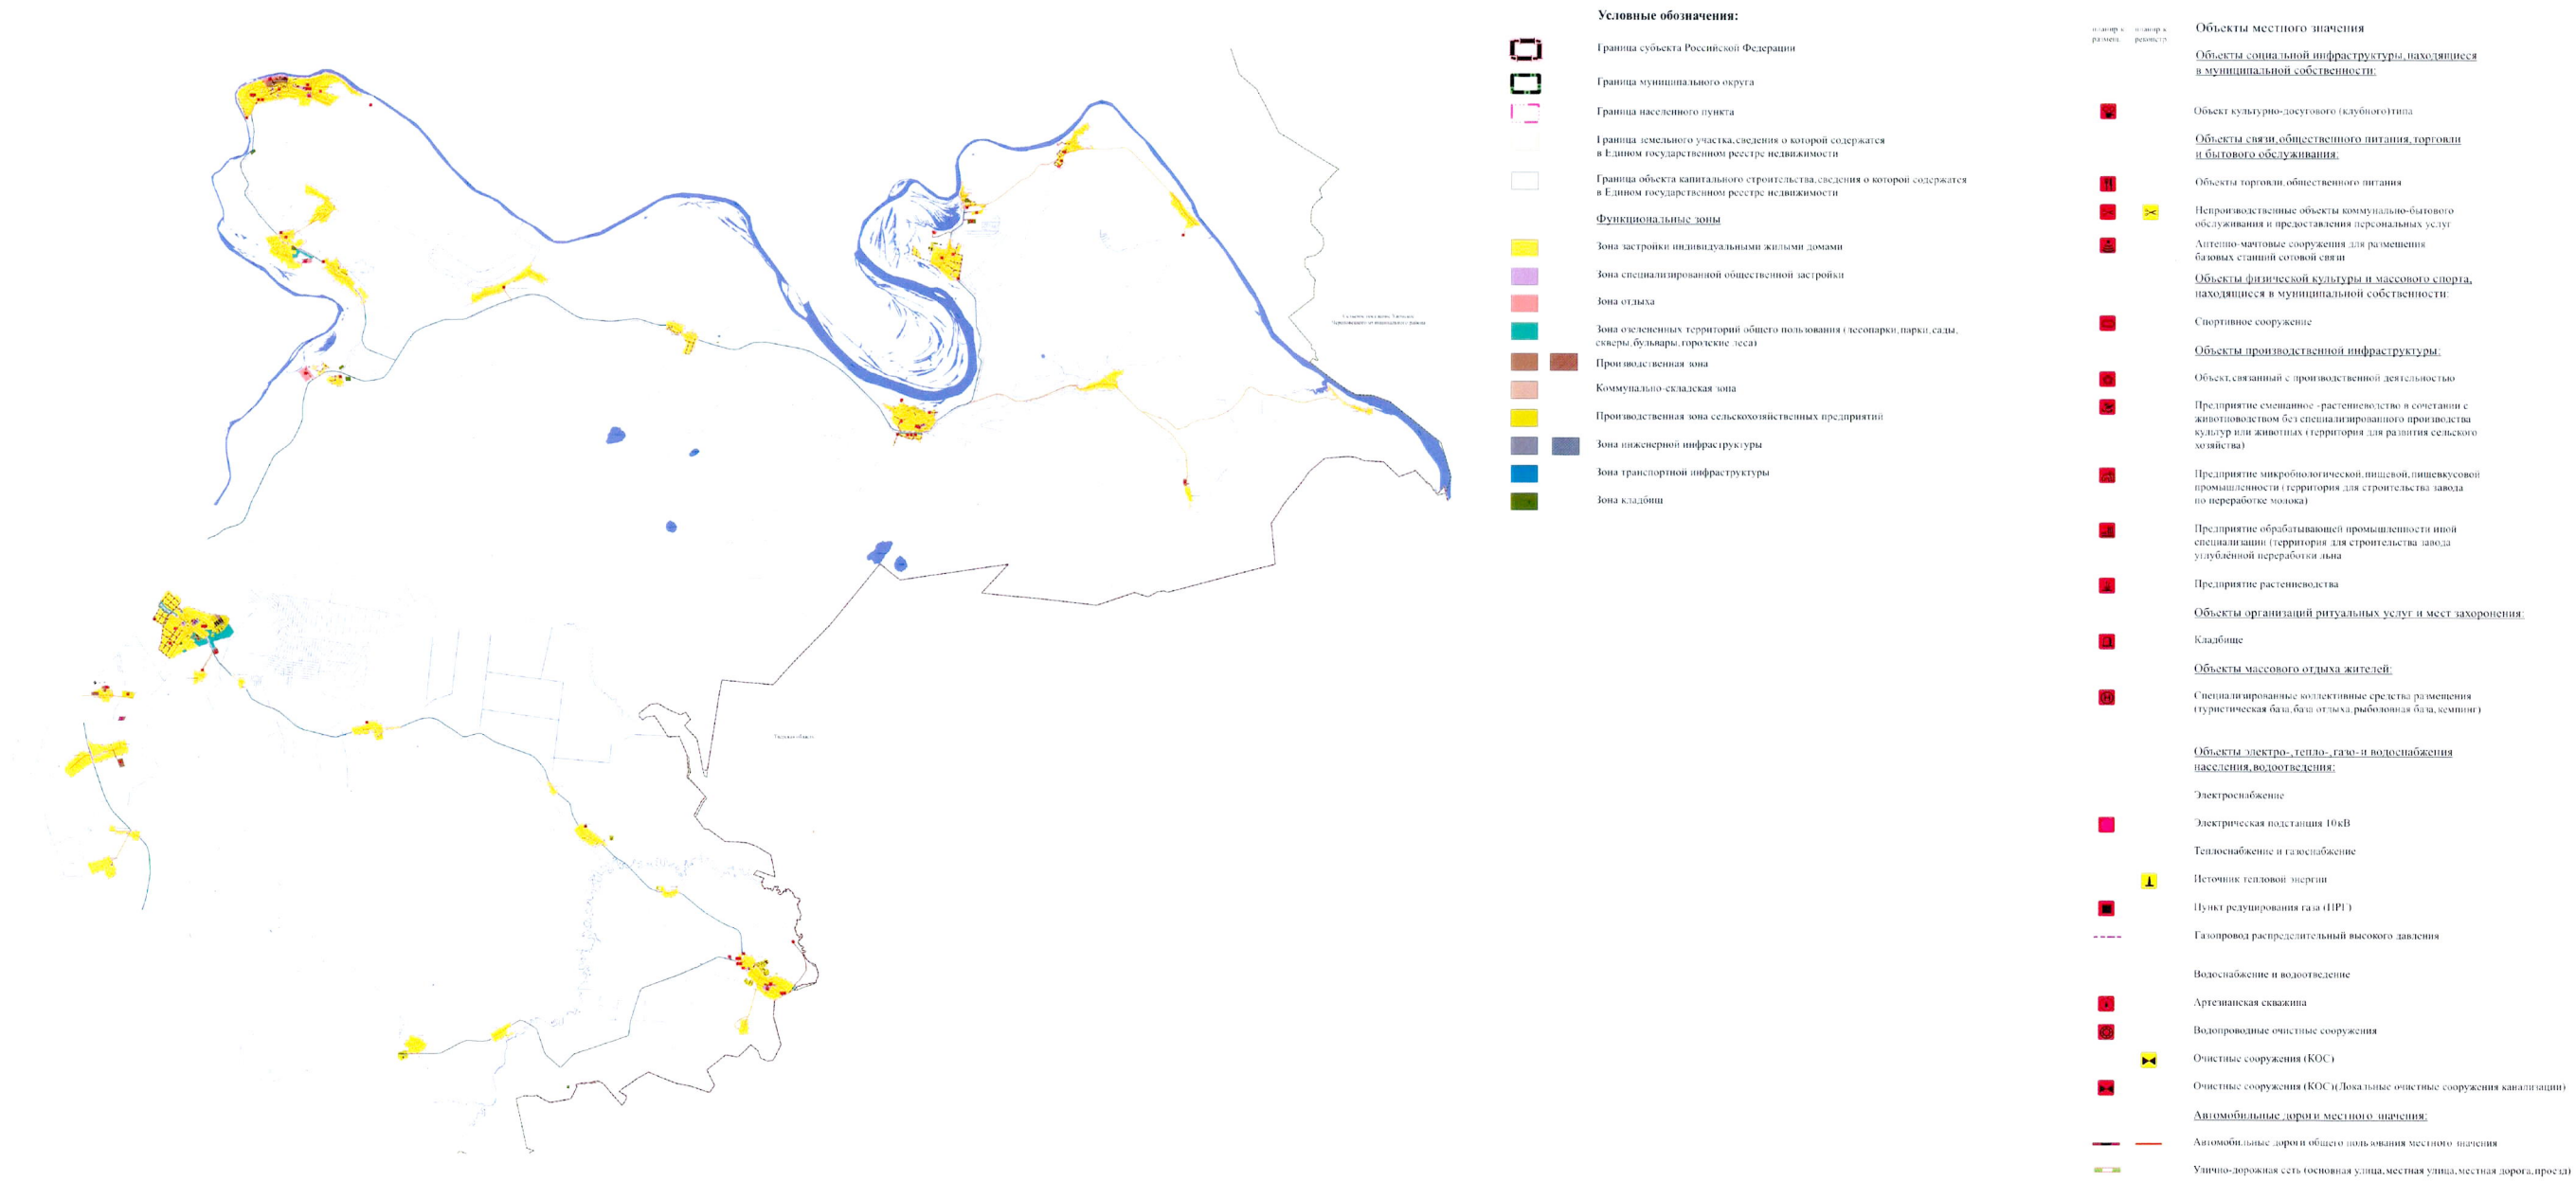 Условные обозначения:
Граница субъекта Российской Федерации
Граница муниципального округа
Граница населенного пункта
Граница земельного участка, сведения о которой содержатся
в Едином государственном реестре недвижимости
Граница объекта капитального строительства, сведения о которой содержатся
в Едином государственном реестре недвижимости
Функциональные зоны
Зона застройки индивидуальными жилыми домами
Зона специализированной общественной застройки
Зона отдыха
Зона озелененных территорий общего пользования (лесопарки, парки, сады,
скверы, бульвары, городские леса)
Производственная зона
Коммунально-складская зона
Производственная зона сельскохозяйственных предприятий
Зона инженерной инфраструктуры
Зона транспортной инфраструктуры
Зона кладбищ
Тверская область
Объекты местного значения
Объекты социальной инфраструктуры, находящиеся
в муниципальной собственности:
Объект культурно-досугового (клубного) типа
Объекты связи, общественного питания, торговли
и бытового обслуживания:
Объекты торговли, общественного питания
Непроизводственные объекты коммунально-бытового
обслуживания и предоставления персональных услуг
Антенно-мачтовые сооружения для размещения
базовых станций сотовой связи
Объекты физической культуры и массового спорта,
находящиеся в муниципальной собственности:
Спортивное сооружение
Объекты производственной инфраструктуры:
Объект, связанный с производственной деятельностью
Предприятие смешанное - растениеводство в сочетании с
животноводством без специализированного производства
культур или животных (территория для развития сельского
хозяйства)
Предприятие микробиологической, пищевой, пищевкусовой
промышленности (территория для строительства завода
по переработке молока)
Предприятие обрабатывающей промышленности иной
специализации (территория для строительства завода
углублённой переработки льна
Предприятие растениеводства
Объекты организаций ритуальных услуг и мест захоронения:
Кладбище
Объекты массового отдыха жителей:
Специализированные коллективные средства размещения
(туристическая база, база отдыха, рыболовная база, кемпинг)
Объекты электро-, тепло-, газо- и водоснабжения
населения, водоотведения:
Электроснабжение
Электрическая подстанция 10 кВ
Теплоснабжение и газоснабжение
Источник тепловой энергии
Пункт редуцирования газа (ПРГ)
Газопровод распределительный высокого давления
Водоснабжение и водоотведение
Артезианская скважина
Водопроводные очистные сооружения
Очистные сооружения (КОС)
Очистные сооружения (КОС)(Локальные очистные сооружения канализации)
Автомобильные дороги местного значения:
Автомобильные дороги общего пользования местного значения
Улично-дорожная сеть (основная улица, местная улица, местная дорога, проезд)